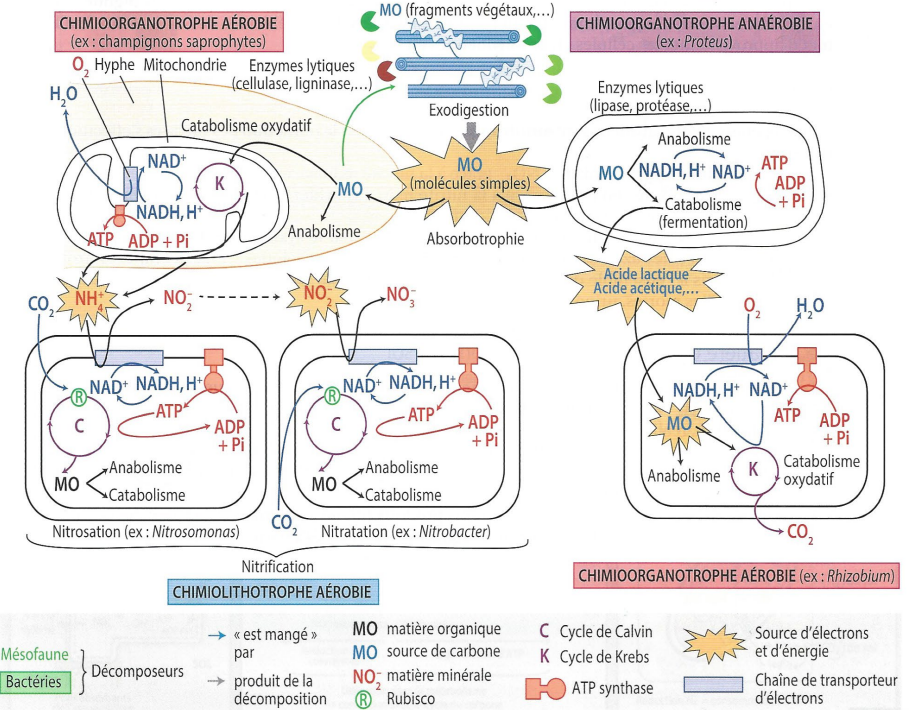 CHIMIOORGANOTROPHE AÉROBIE
(ex : champignons saprophytes)
O₂ Hyphe Mitochondrie
H₂O
Enzymes lytiques
(cellulase, ligninase,...)
Catabolisme oxydatif
NAD⁺
K
NADH, H⁺
ATP ADP + Pi
MO
Anabolisme
MO (fragments végétaux,...)
Exodigestion
MO
(molécules simples)
Absorbotrophie
CHIMIOORGANOTROPHE ANAÉROBIE
(ex : Proteus)
Enzymes lytiques
(lipase, protéase,...)
Anabolisme
MO
NADH, H⁺ NAD⁺
ATP
ADP
+ Pi
Catabolisme
(fermentation)
Acide lactique
Acide acétique,...
CO₂
NH₄⁺
NO₂⁻
NO₂⁻
NO₃⁻
NAD⁺ NADH, H⁺
R
C
ATP
ADP
+ Pi
MO
Anabolisme
Catabolisme
Nitrosation (ex : Nitrosomonas)
NAD⁺ NADH, H⁺
R
C
ATP
ADP
+ Pi
MO
Anabolisme
Catabolisme
CO₂
Nitratation (ex : Nitrobacter)
Nitrification
CHIMIOLITHOTROPHE AÉROBIE
O₂
H₂O
NADH, H⁺ NAD⁺
ATP
ADP
+ Pi
MO
Anabolisme
K
Catabolisme
oxydatif
CO₂
CHIMIOORGANOTROPHE AÉROBIE (ex : Rhizobium)
Mésofaune
Bactéries
Décomposeurs
« est mangé »
par
produit de la
décomposition
MO matière organique
MO source de carbone
NO₂⁻ matière minérale
R Rubisco
C Cycle de Calvin
K Cycle de Krebs
ATP synthase
Source d'électrons
et d'énergie
Chaîne de transporteur
d'électrons